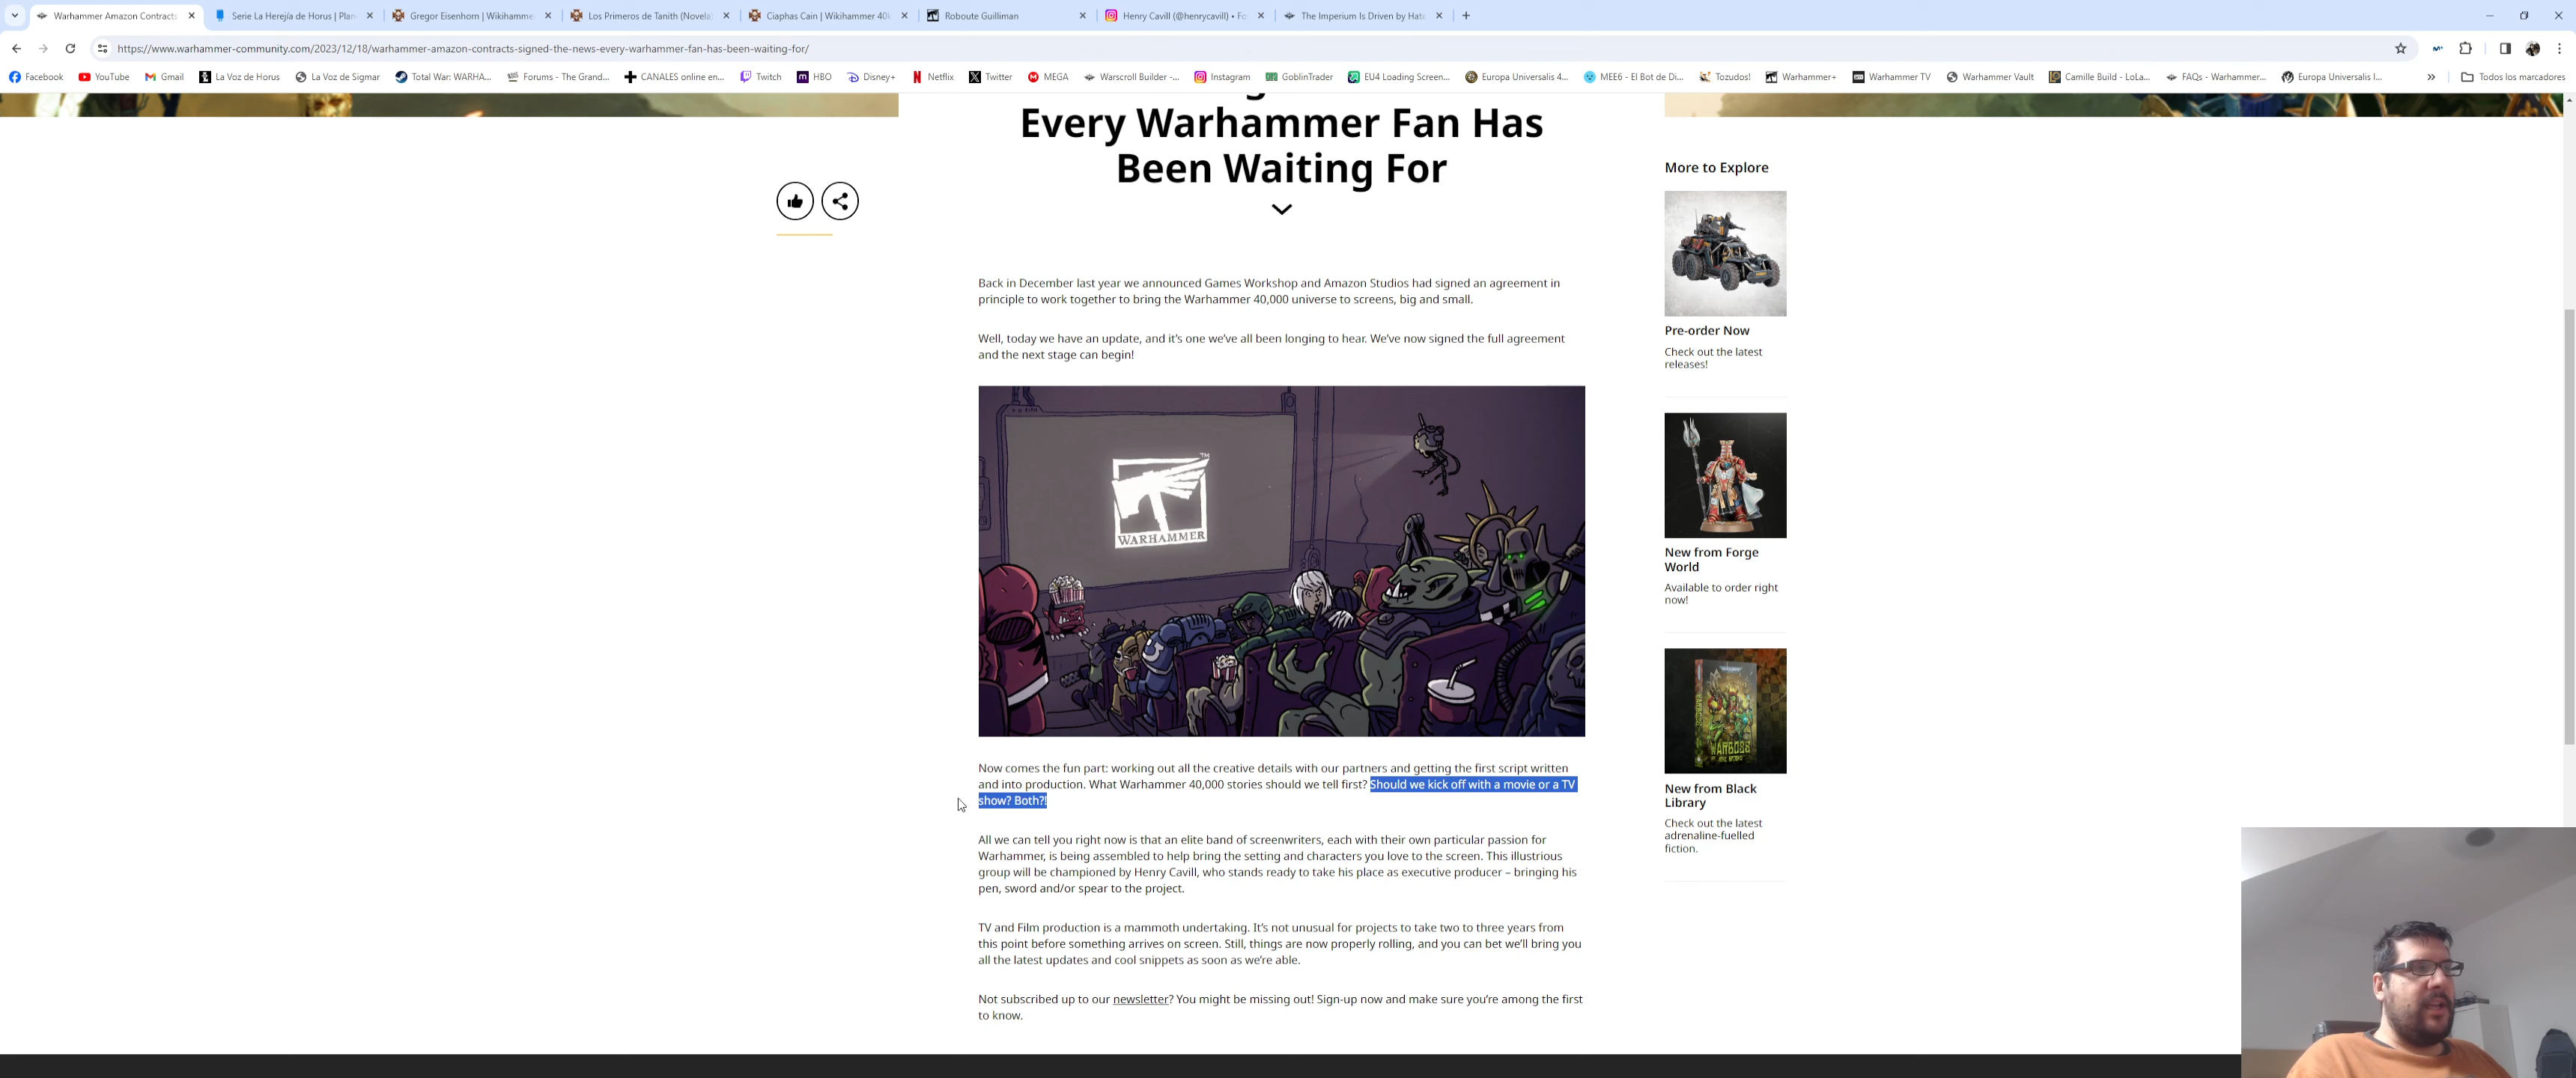 Warhammer Amazon Contracts
Serie La Herejía de Horus | Plan
Gregor Eisenhorn | Wikihamme
Los Primeros de Tanith (Novela)
Ciaphas Cain | Wikihammer 40
Roboute Guilliman
Henry Cavill (@henrycavill) • Fo
The Imperium Is Driven by Hate
https://www.warhammer-community.com/2023/12/18/warhammer-amazon-contracts-signed-the-news-every-warhammer-fan-has-been-waiting-for/
Facebook
YouTube
Gmail
La Voz de Horus
La Voz de Sigmar
Total War: WARHA...
Forums - The Grand...
CANALES online en...
Twitch
HBO
Disney+
Netflix
Twitter
MEGA
Warscroll Builder -...
Instagram
GoblinTrader
EU4 Loading Screen...
Europa Universalis 4...
MEE6 - El Bot de Di...
Tozudos!
Warhammer+
Warhammer TV
Warhammer Vault
Camille Build - LoLa...
FAQs - Warhammer...
Europa Universalis I...
Todos los marcadores
Every Warhammer Fan Has
Been Waiting For
Back in December last year we announced Games Workshop and Amazon Studios had signed an agreement in
principle to work together to bring the Warhammer 40,000 universe to screens, big and small.
Well, today we have an update, and it's one we've all been longing to hear. We've now signed the full agreement
and the next stage can begin!
WARHAMMER
TM
Now comes the fun part: working out all the creative details with our partners and getting the first script written
and into production. What Warhammer 40,000 stories should we tell first? Should we kick off with a movie or a TV
show? Both?!
All we can tell you right now is that an elite band of screenwriters, each with their own particular passion for
Warhammer, is being assembled to help bring the setting and characters you love to the screen. This illustrious
group will be championed by Henry Cavill, who stands ready to take his place as executive producer – bringing his
pen, sword and/or spear to the project.
TV and Film production is a mammoth undertaking. It's not unusual for projects to take two to three years from
this point before something arrives on screen. Still, things are now properly rolling, and you can bet we'll bring you
all the latest updates and cool snippets as soon as we're able.
Not subscribed up to our newsletter? You might be missing out! Sign-up now and make sure you're among the first
to know.
More to Explore
Pre-order Now
Check out the latest
releases!
New from Forge
World
Available to order right
now!
WARBOSS
New from Black
Library
Check out the latest
adrenaline-fuelled
fiction.